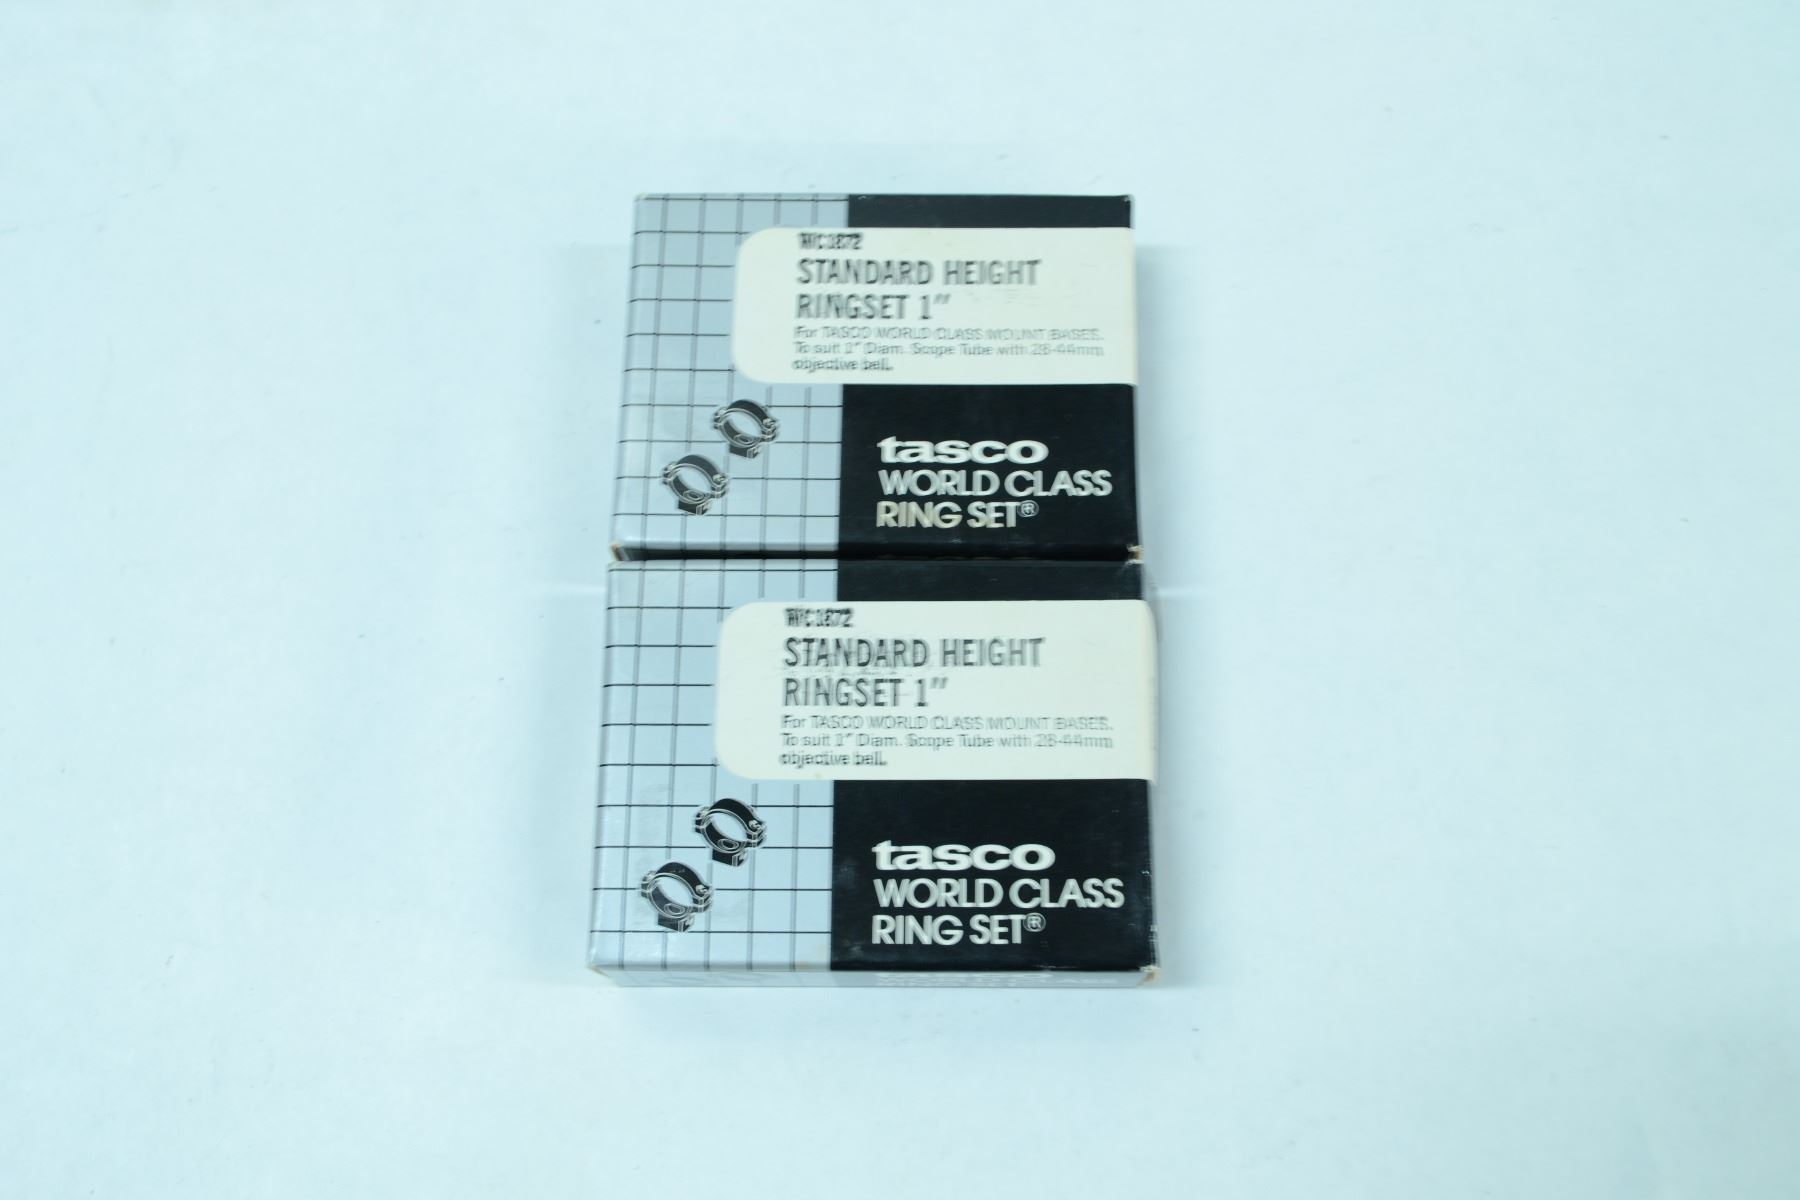 WC1872
STANDARD HEIGHT
RINGSET 1"
For TASCO WORLD CLASS MOUNT BASES.
To suit 1" Diam. Scope Tube with 28-44mm
objective bell.
tasco
WORLD CLASS
RING SET®
WC1872
STANDARD HEIGHT
RINGSET 1"
For TASCO WORLD CLASS MOUNT BASES.
To suit 1" Diam. Scope Tube with 28-44mm
objective bell.
tasco
WORLD CLASS
RING SET®